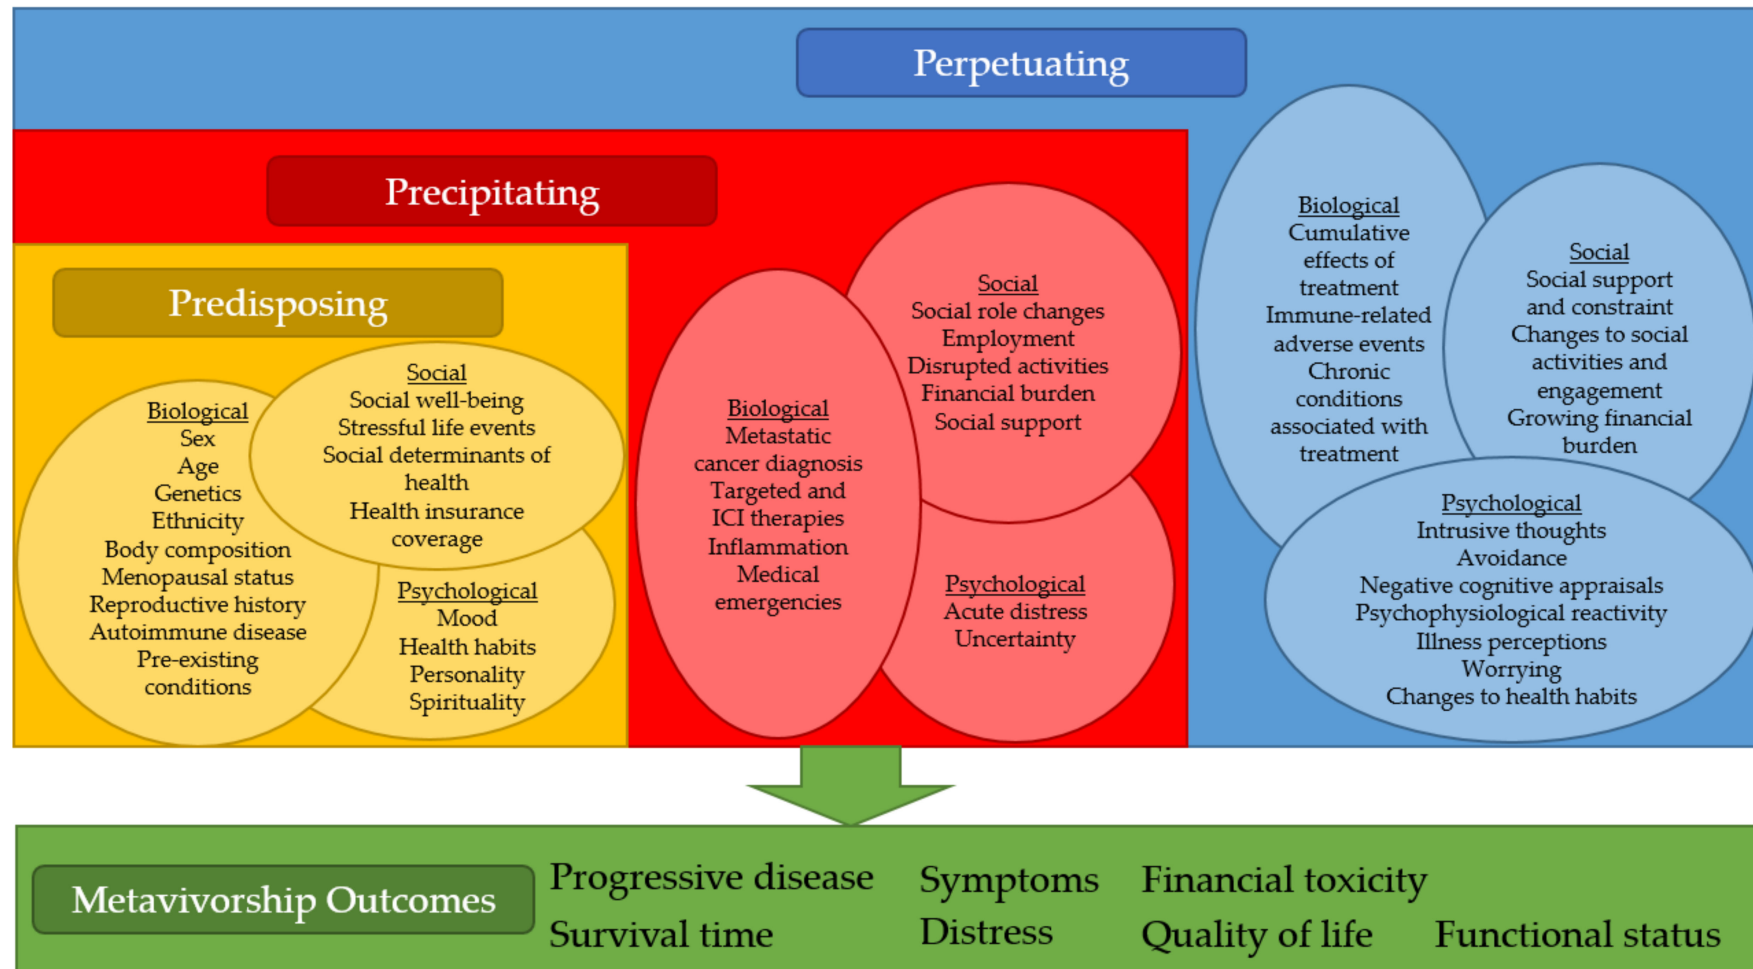 Perpetuating
Precipitating
Predisposing
Biological
Sex
Age
Genetics
Ethnicity
Body composition
Menopausal status
Reproductive history
Autoimmune disease
Pre-existing
conditions
Social
Social well-being
Stressful life events
Social determinants of
health
Health insurance
coverage
Psychological
Mood
Health habits
Personality
Spirituality
Biological
Metastatic
cancer diagnosis
Targeted and
ICI therapies
Inflammation
Medical
emergencies
Social
Social role changes
Employment
Disrupted activities
Financial burden
Social support
Psychological
Acute distress
Uncertainty
Biological
Cumulative
effects of
treatment
Immune-related
adverse events
Chronic
conditions
associated with
treatment
Social
Social support
and constraint
Changes to social
activities and
engagement
Growing financial
burden
Psychological
Intrusive thoughts
Avoidance
Negative cognitive appraisals
Psychophysiological reactivity
Illness perceptions
Worrying
Changes to health habits
Metavivorship Outcomes
Progressive disease
Symptoms
Financial toxicity
Survival time
Distress
Quality of life
Functional status